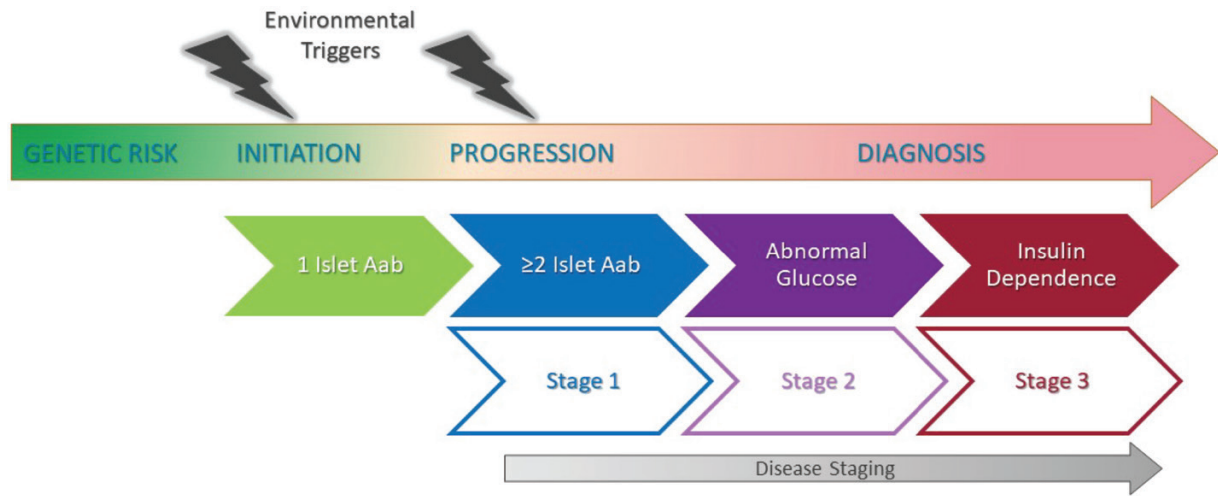 Environmental
Triggers
GENETIC RISK INITIATION PROGRESSION DIAGNOSIS
1 Islet Aab
≥2 Islet Aab
Abnormal
Glucose
Insulin
Dependence
Stage 1
Stage 2
Stage 3
Disease Staging